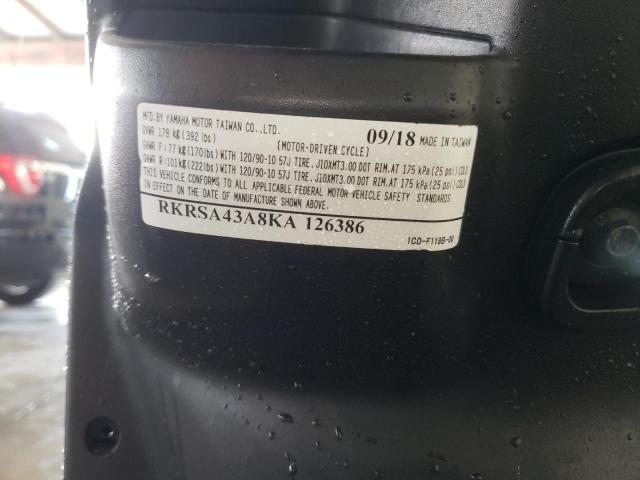 MFD.BY YAMAHA MOTOR TAIWAN CO.,LTD. 09/18 MADE IN TAIWAN
GVWR 178 kg(392 lbs) [MOTOR-DRIVEN CYCLE]
GAWR F: 77 kg(170lbs) WITH 120/90-10 57J TIRE. J10XMT3.00 DOT RIM.AT 175 kPa(25 psi)COLD
GAWR R:101kg(222lbs) WITH 120/90-10 57J TIRE. J10XMT3.00 DOT RIM.AT 175 kPa(25 psi)COLD
THIS VEHICLE CONFORMS TO ALL APPLICABLE FEDERAL MOTOR VEHICLE SAFETY STANDARDS
IN EFFECT ON THE DATE OF MANUFACTURE SHOWN ABOVE.
RKRSA43A8KA 126386
1CD-F118B-00